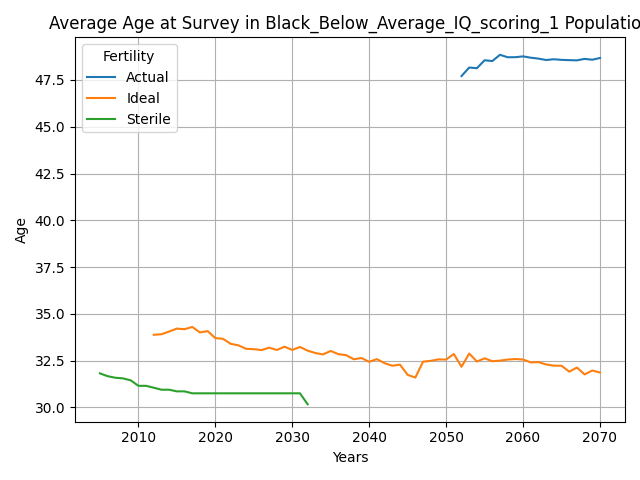 Average Age at Survey in Black_Below_Average_IQ_scoring_1 Populatio
Fertility
Actual
Ideal
Sterile
47.5
45.0
42.5
40.0
37.5
35.0
32.5
30.0
Age
2010 2020 2030 2040 2050 2060 2070
Years